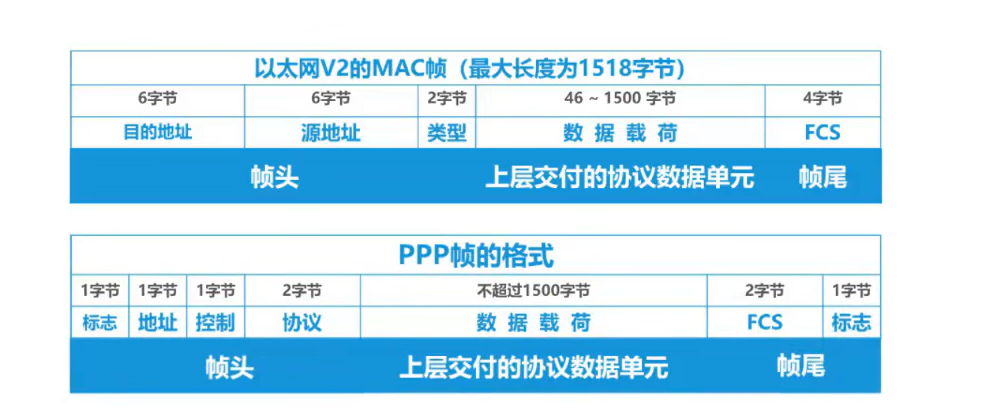 以太网V2的MAC帧（最大长度为1518字节）
6字节 6字节 2字节 46 ~ 1500 字节 4字节
目的地址 源地址 类型 数 据 载 荷 FCS
帧头 上层交付的协议数据单元 帧尾
PPP帧的格式
1字节 1字节 1字节 2字节 不超过1500字节 2字节 1字节
标志 地址 控制 协议 数 据 载 荷 FCS 标志
帧头 上层交付的协议数据单元 帧尾